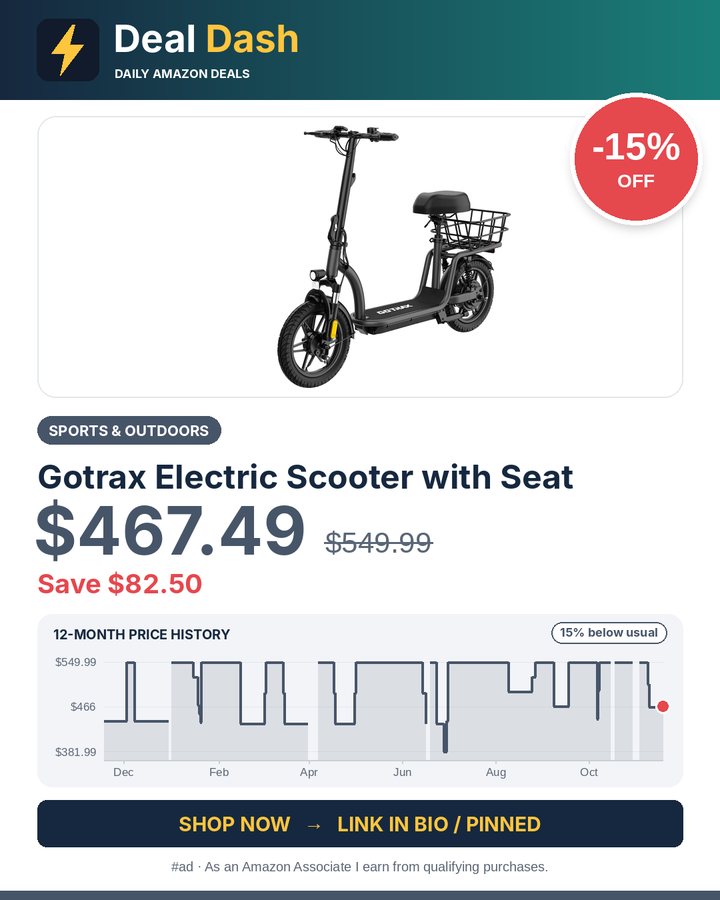 Deal Dash
DAILY AMAZON DEALS
-15%
OFF
GOTRAX
SPORTS & OUTDOORS
Gotrax Electric Scooter with Seat
$467.49 $549.99
Save $82.50
12-MONTH PRICE HISTORY
15% below usual
$549.99
$466
$381.99
Dec Feb Apr Jun Aug Oct
SHOP NOW → LINK IN BIO / PINNED
#ad · As an Amazon Associate I earn from qualifying purchases.